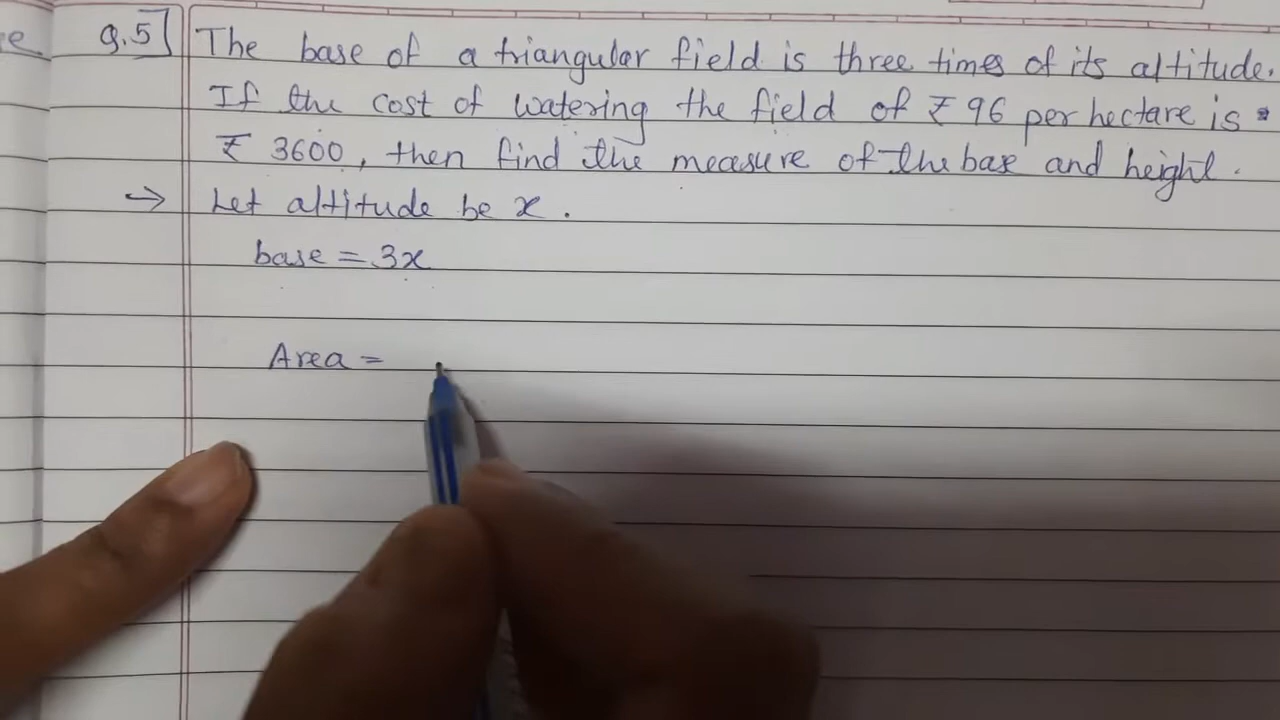 Q.5] The base of a triangular field is three times of its altitude.
If the cost of watering the field of ₹ 96 per hectare is
₹ 3600, then find the measure of the base and height.
→ Let altitude be x.
base = 3x
Area =